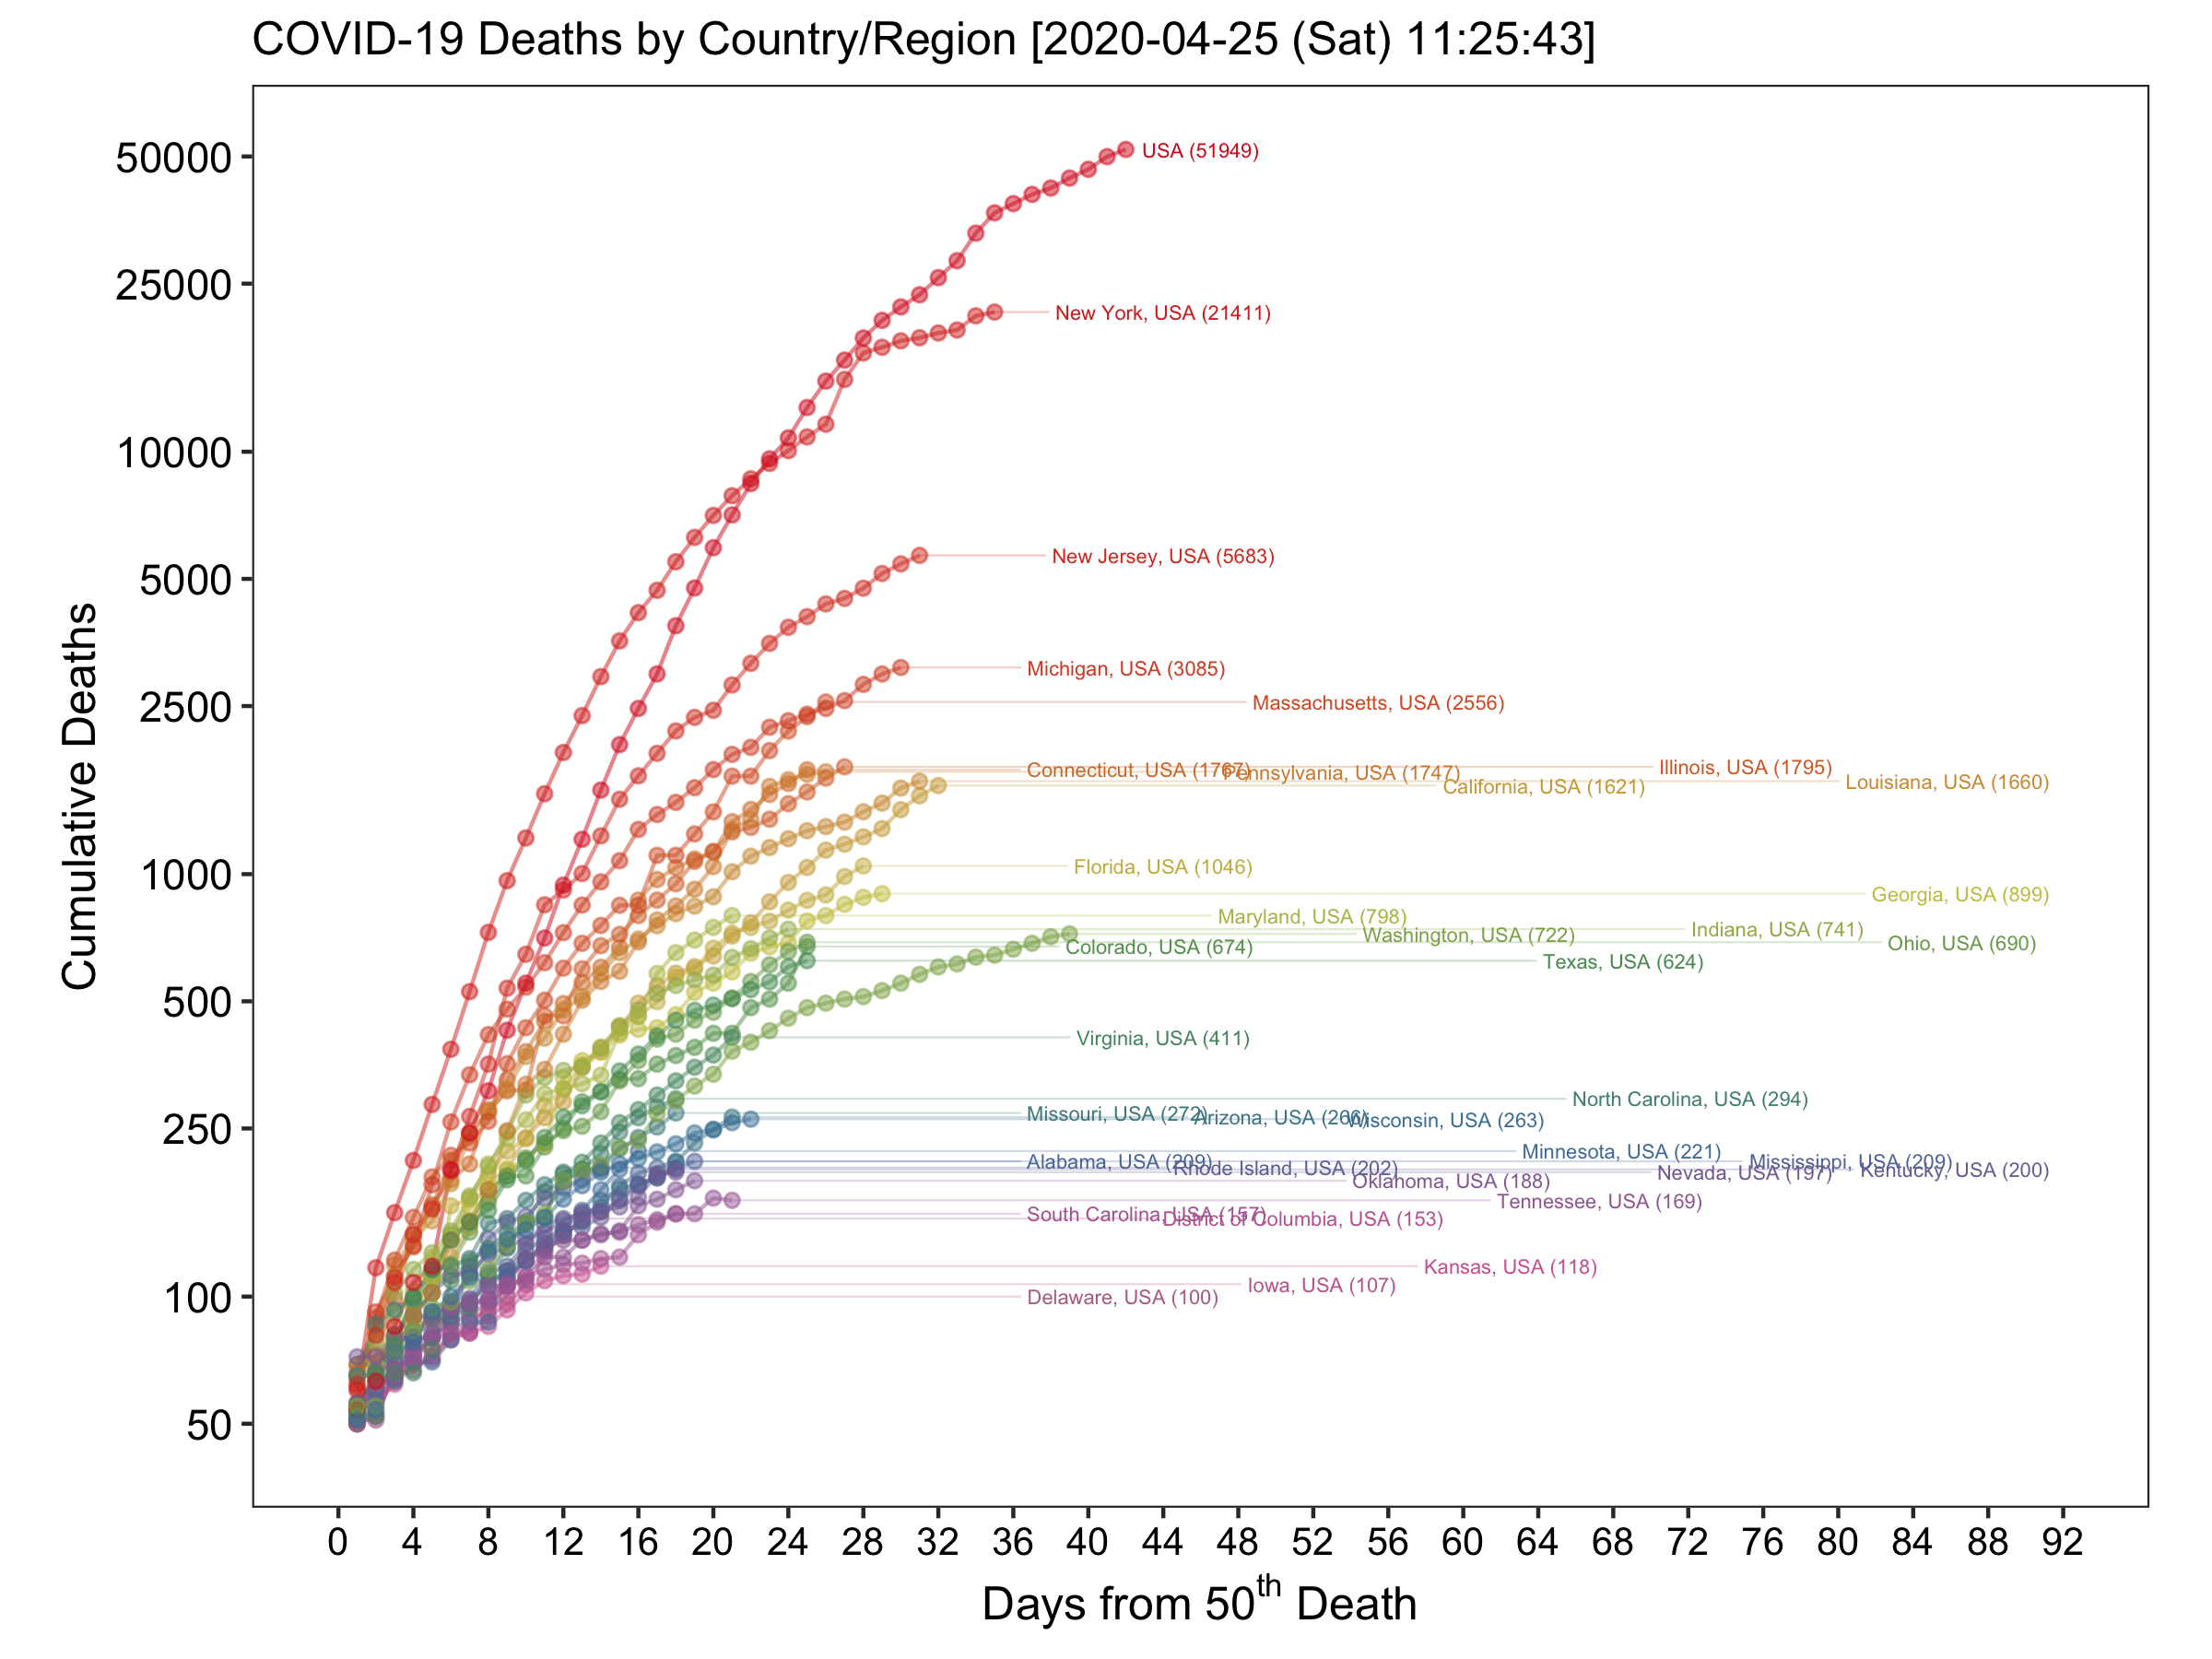 COVID-19 Deaths by Country/Region [2020-04-25 (Sat) 11:25:43]
Cumulative Deaths
50000
25000
10000
5000
2500
1000
500
250
100
50
USA (51949)
New York, USA (21411)
New Jersey, USA (5683)
Michigan, USA (3085)
Massachusetts, USA (2556)
Connecticut, USA (1767)
Pennsylvania, USA (1747)
Illinois, USA (1795)
California, USA (1621)
Louisiana, USA (1660)
Florida, USA (1046)
Georgia, USA (899)
Maryland, USA (798)
Washington, USA (722)
Indiana, USA (741)
Colorado, USA (674)
Ohio, USA (690)
Texas, USA (624)
Virginia, USA (411)
North Carolina, USA (294)
Missouri, USA (272)
Arizona, USA (266)
Wisconsin, USA (263)
Minnesota, USA (221)
Alabama, USA (209)
Mississippi, USA (209)
Rhode Island, USA (202)
Nevada, USA (197)
Kentucky, USA (200)
Oklahoma, USA (188)
Tennessee, USA (169)
South Carolina, USA (157)
District of Columbia, USA (153)
Kansas, USA (118)
Iowa, USA (107)
Delaware, USA (100)
0 4 8 12 16 20 24 28 32 36 40 44 48 52 56 60 64 68 72 76 80 84 88 92
Days from 50th Death